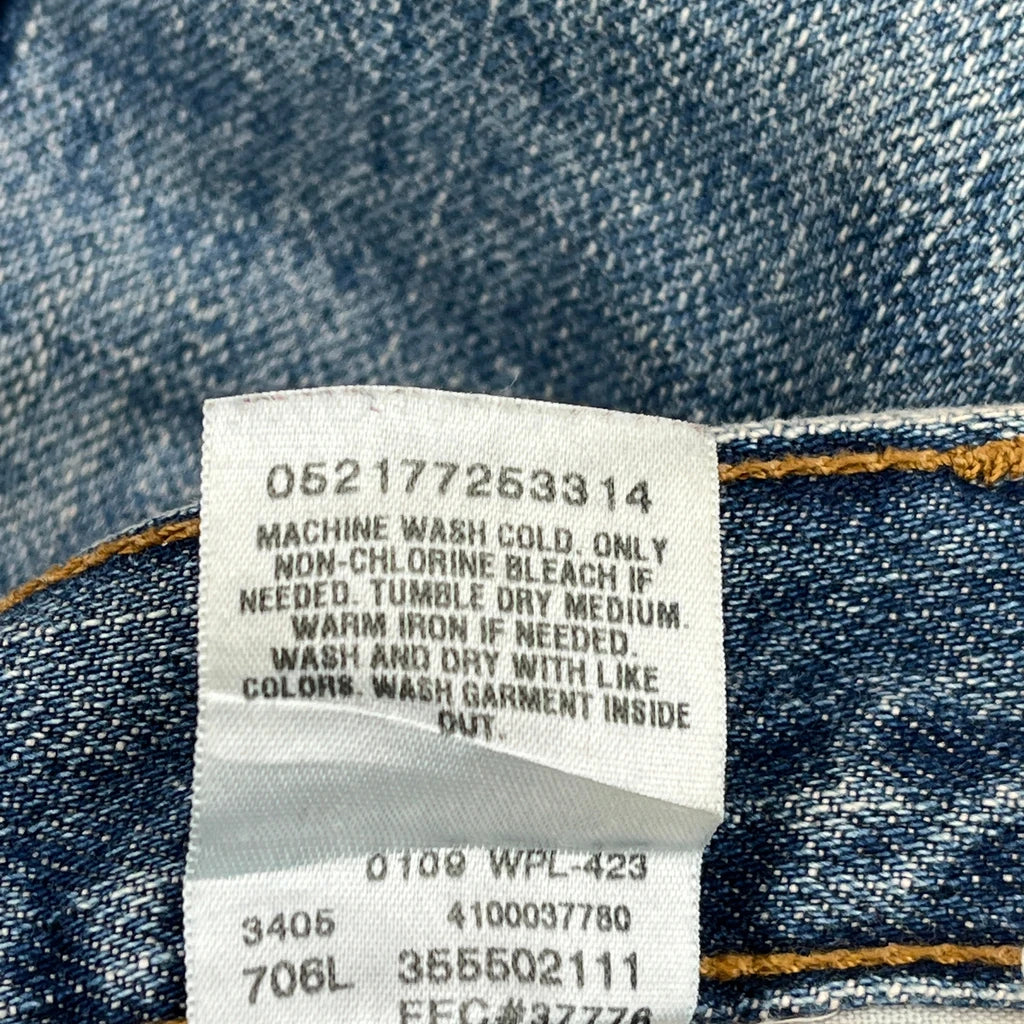 052177253314
MACHINE WASH COLD. ONLY
NON-CHLORINE BLEACH IF
NEEDED. TUMBLE DRY MEDIUM.
WARM IRON IF NEEDED.
WASH AND DRY WITH LIKE
COLORS. WASH GARMENT INSIDE
OUT.
0109 WPL-423
3405 4100037780
706L 355502111